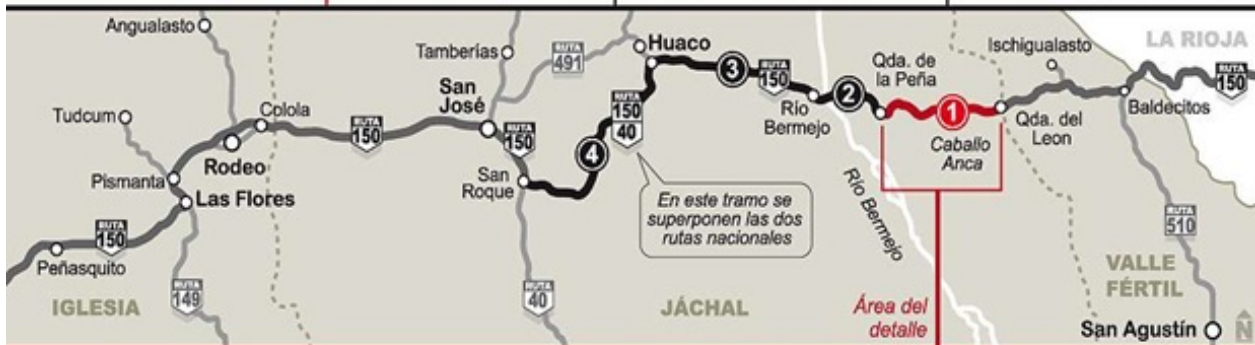 Angualasto
Tamberías
RUTA
491
Huaco
Qda. de
la Peña
Ischigualasto
LA RIOJA
RUTA
150
Tudcum
Colola
San
José
RUTA
150
3
RUTA
150
2
1
Río
Bermejo
Caballo
Anca
Qda. del
Leon
Baldecitos
RUTA
150
RUTA
150
40
4
Rodeo
Pismanta
Las Flores
San
Roque
En este tramo se
superponen las dos
rutas nacionales
Río Bermejo
RUTA
510
RUTA
150
Peñasquito
IGLESIA
RUTA
149
RUTA
40
JÁCHAL
Área del
detalle
VALLE
FÉRTIL
San Agustín
N